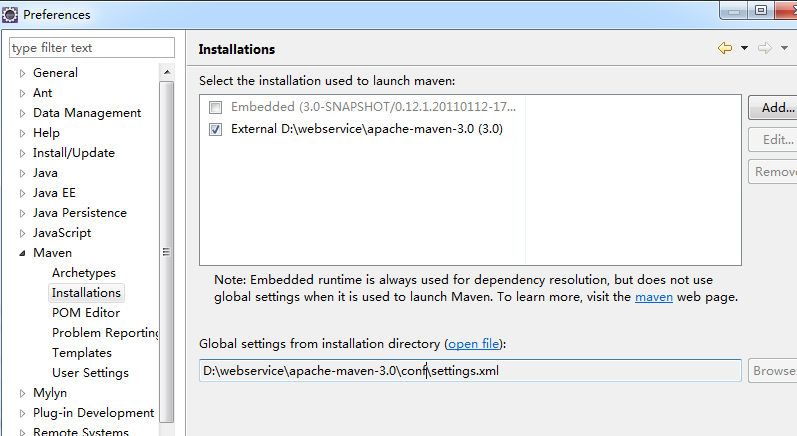 Preferences
type filter text
General
Ant
Data Management
Help
Install/Update
Java
Java EE
Java Persistence
JavaScript
Maven
Archetypes
Installations
POM Editor
Problem Reporting
Templates
User Settings
Mylyn
Plug-in Development
Remote Systems
Installations
Select the installation used to launch maven:
Embedded (3.0-SNAPSHOT/0.12.1.20110112-17...
External D:\webservice\apache-maven-3.0 (3.0)
Add...
Edit...
Remove
Note: Embedded runtime is always used for dependency resolution, but does not use
global settings when it is used to launch Maven. To learn more, visit the maven web page.
Global settings from installation directory (open file):
D:\webservice\apache-maven-3.0\conf\settings.xml
Browse